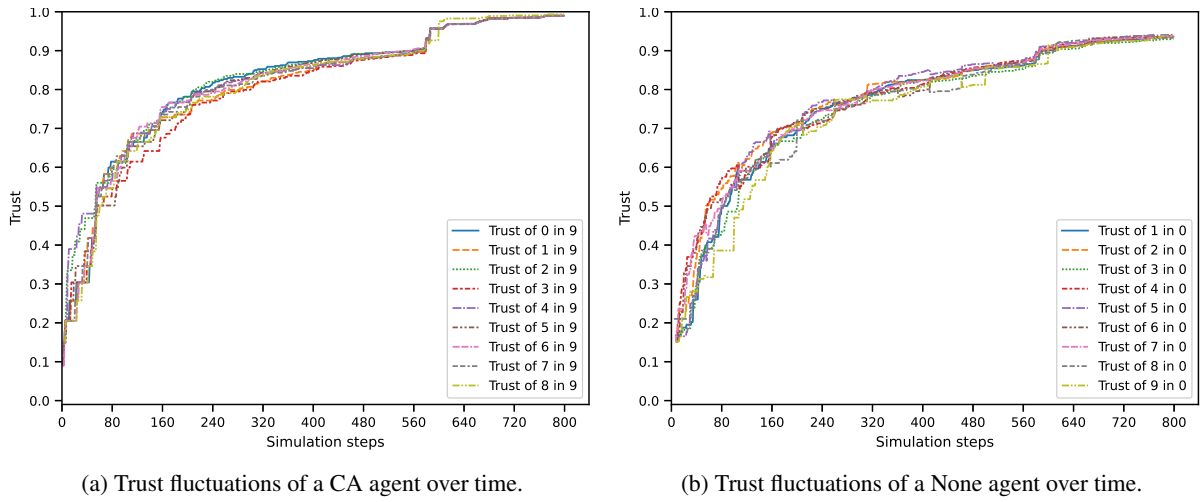 1.0
0.9
0.8
0.7
0.6
0.5
0.4
0.3
0.2
0.1
0.0
Trust
0 80 160 240 320 400 480 560 640 720 800
Simulation steps
Trust of 0 in 9
Trust of 1 in 9
Trust of 2 in 9
Trust of 3 in 9
Trust of 4 in 9
Trust of 5 in 9
Trust of 6 in 9
Trust of 7 in 9
Trust of 8 in 9
(a) Trust fluctuations of a CA agent over time.
1.0
0.9
0.8
0.7
0.6
0.5
0.4
0.3
0.2
0.1
0.0
Trust
0 80 160 240 320 400 480 560 640 720 800
Simulation steps
Trust of 1 in 0
Trust of 2 in 0
Trust of 3 in 0
Trust of 4 in 0
Trust of 5 in 0
Trust of 6 in 0
Trust of 7 in 0
Trust of 8 in 0
Trust of 9 in 0
(b) Trust fluctuations of a None agent over time.